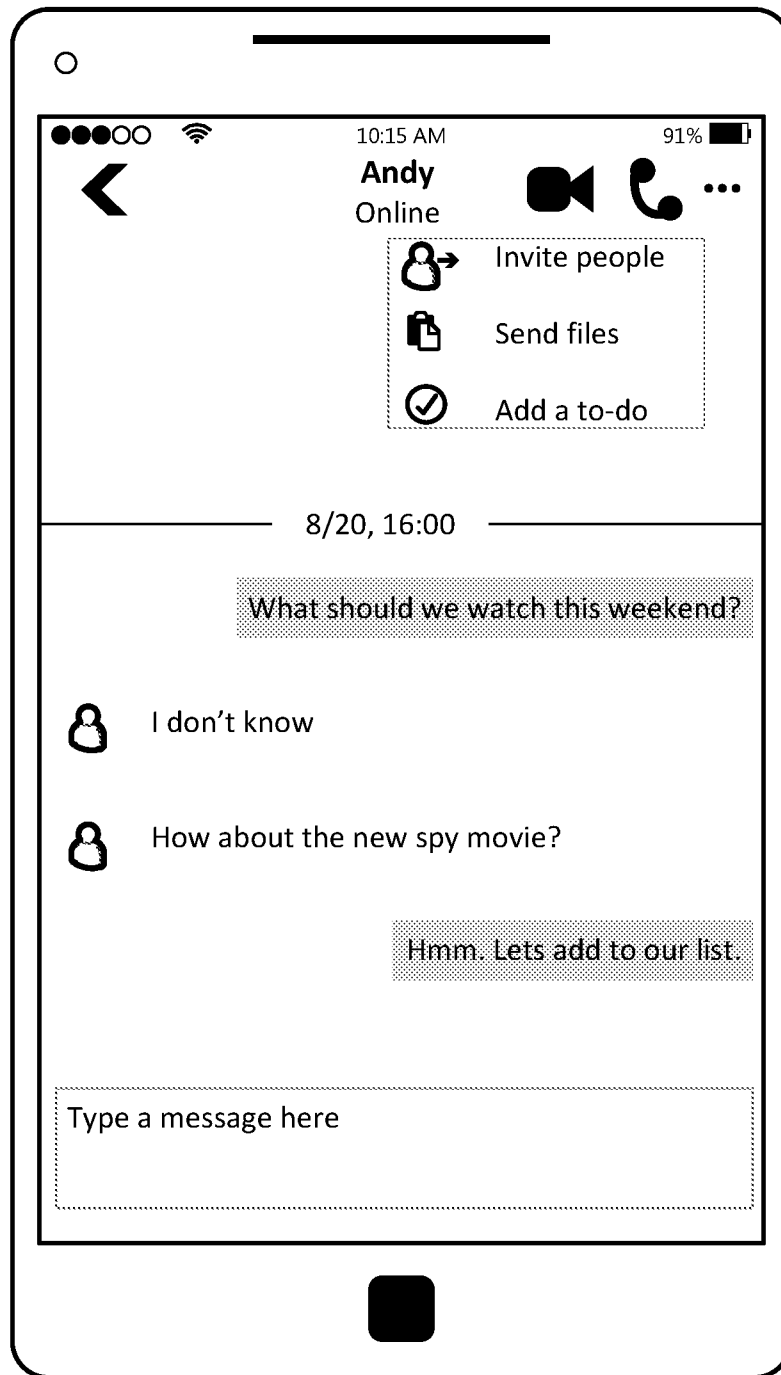 10:15 AM
91%
Andy
Online
Invite people
Send files
Add a to-do
8/20, 16:00
What should we watch this weekend?
I don’t know
How about the new spy movie?
Hmm. Lets add to our list.
Type a message here